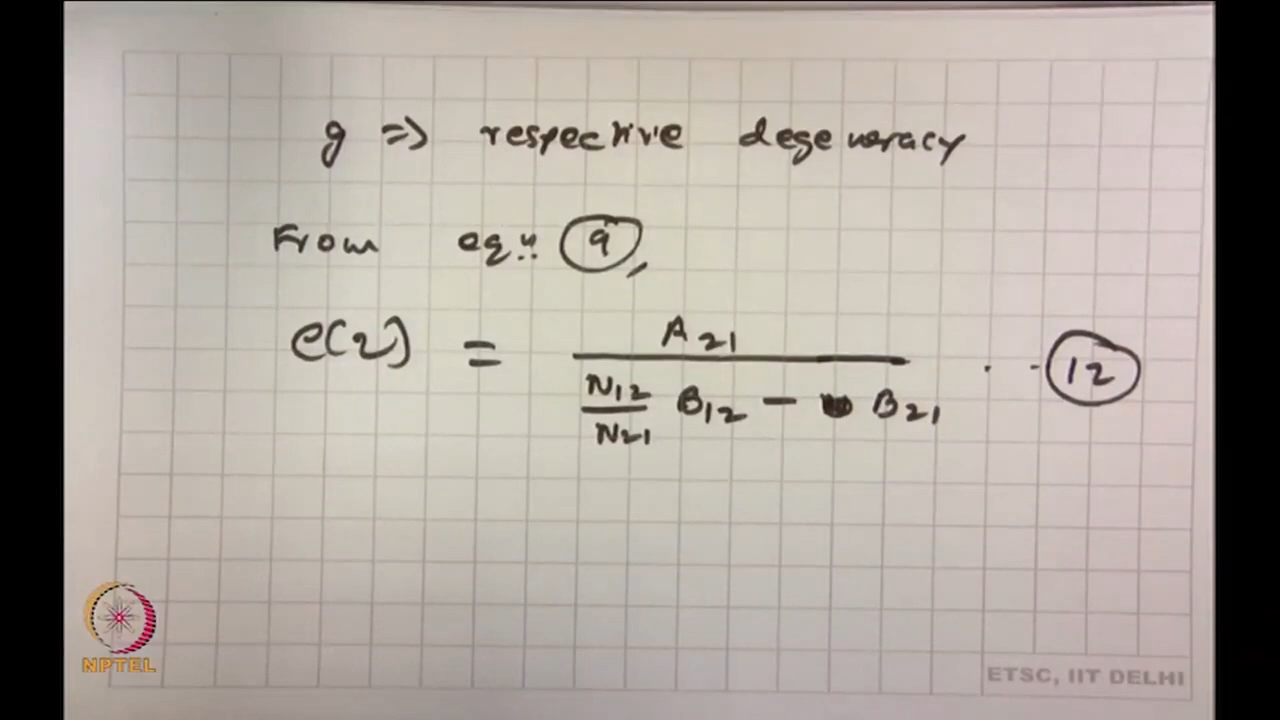 g => respective degeneracy
From eqn: 9,
e(ν) = A21 / (N12/N21 B12 - B21) . . 12
NPTEL
ETSC, IIT DELHI